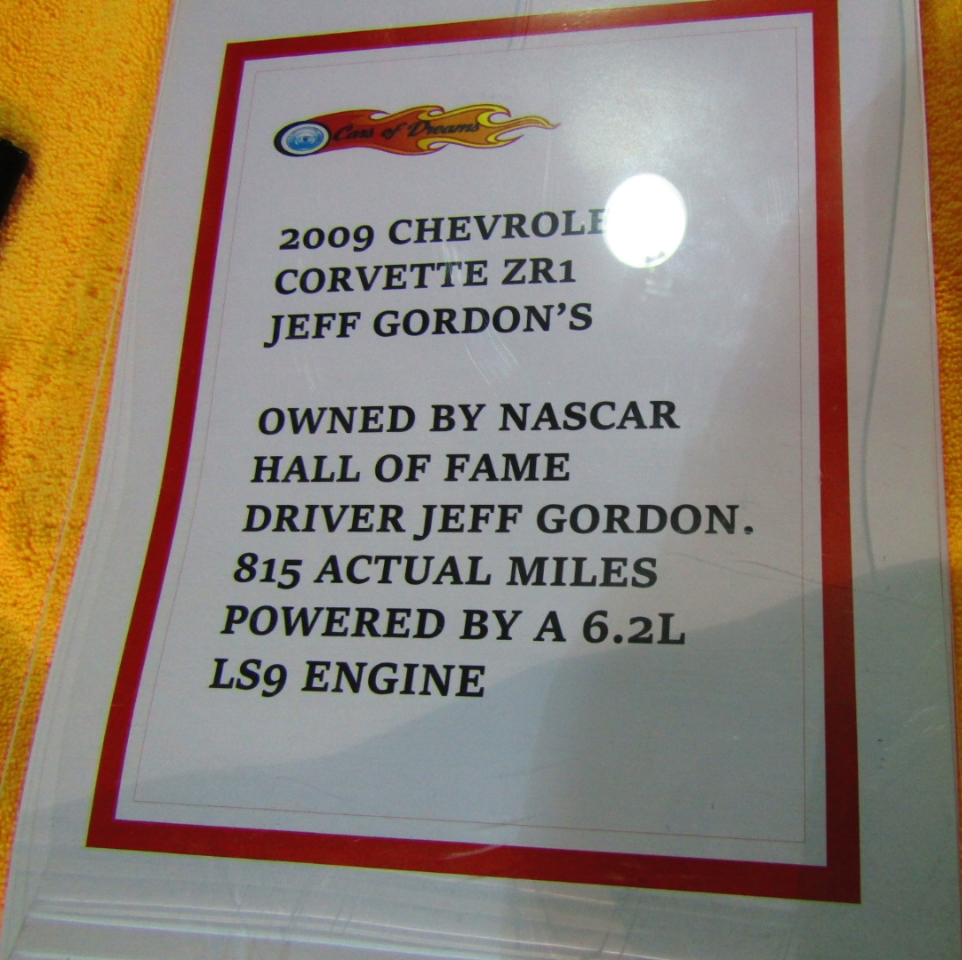 Cars of Dreams
2009 CHEVROLE
CORVETTE ZR1
JEFF GORDON'S
OWNED BY NASCAR
HALL OF FAME
DRIVER JEFF GORDON.
815 ACTUAL MILES
POWERED BY A 6.2L
LS9 ENGINE